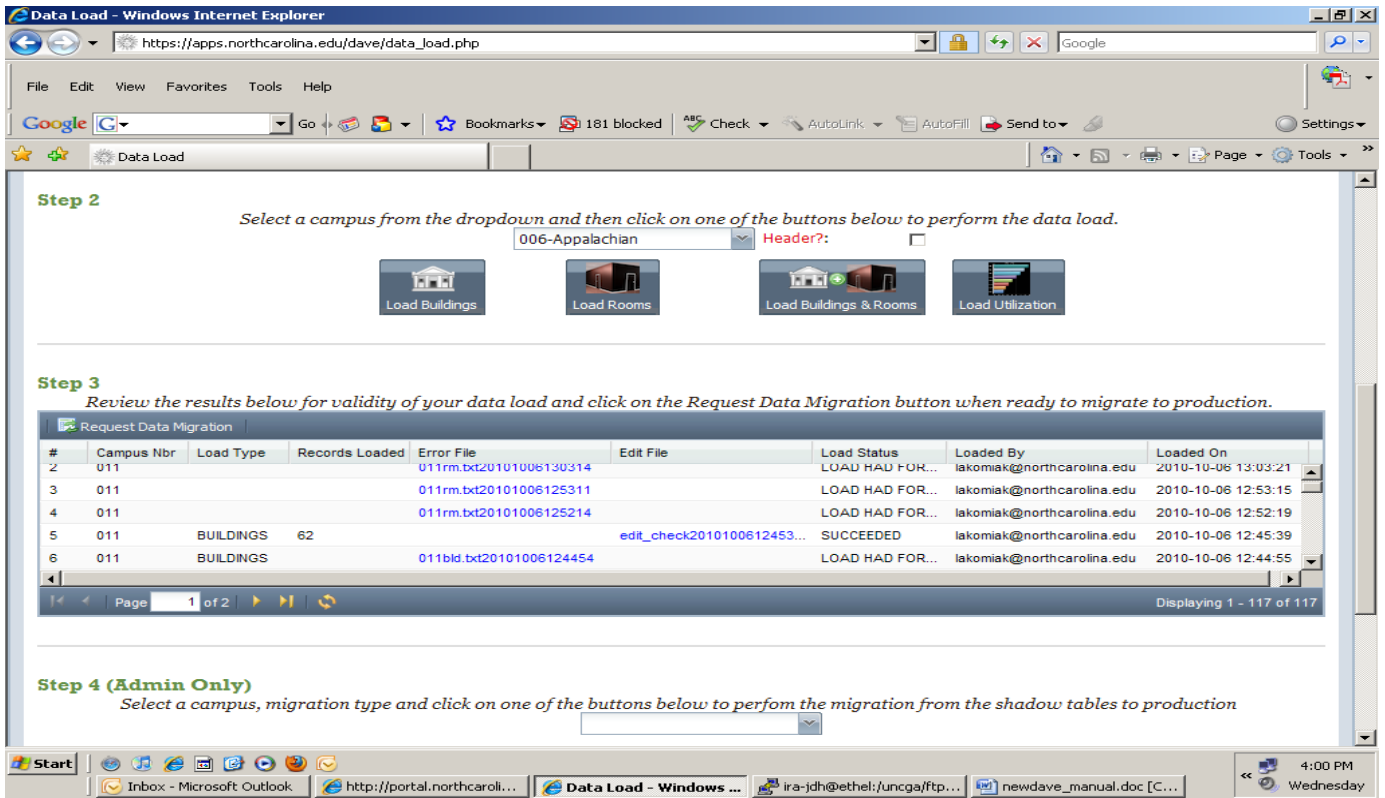 Data Load - Windows Internet Explorer
https://apps.northcarolina.edu/dave/data_load.php
Google
File Edit View Favorites Tools Help
Google G Go Bookmarks 181 blocked ABC Check AutoLink AutoFill Send to Settings
Data Load Page Tools »
Step 2
Select a campus from the dropdown and then click on one of the buttons below to perform the data load.
006-Appalachian Header?:
Load Buildings Load Rooms Load Buildings & Rooms Load Utilization
Step 3
Review the results below for validity of your data load and click on the Request Data Migration button when ready to migrate to production.
Request Data Migration
# Campus Nbr Load Type Records Loaded Error File Edit File Load Status Loaded By Loaded On
2 011 011rm.txt20101006130314 LOAD HAD FOR... lakomiak@northcarolina.edu 2010-10-06 13:03:21
3 011 011rm.txt20101006125311 LOAD HAD FOR... lakomiak@northcarolina.edu 2010-10-06 12:53:15
4 011 011rm.txt20101006125214 LOAD HAD FOR... lakomiak@northcarolina.edu 2010-10-06 12:52:19
5 011 BUILDINGS 62 edit_check2010100612453... SUCCEEDED lakomiak@northcarolina.edu 2010-10-06 12:45:39
6 011 BUILDINGS 011bld.txt20101006124454 LOAD HAD FOR... lakomiak@northcarolina.edu 2010-10-06 12:44:55
Page 1 of 2 Displaying 1 - 117 of 117
Step 4 (Admin Only)
Select a campus, migration type and click on one of the buttons below to perfom the migration from the shadow tables to production
Start « 4:00 PM
Inbox - Microsoft Outlook http://portal.northcaroli... Data Load - Windows ... ira-jdh@ethel:/uncga/ftp... newdave_manual.doc [C... Wednesday